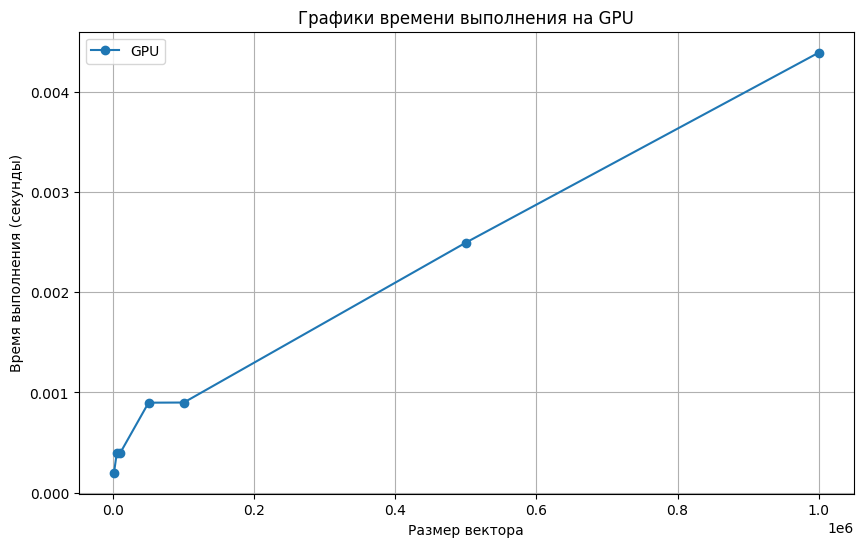 Графики времени выполнения на GPU
GPU
Время выполнения (секунды)
0.004
0.003
0.002
0.001
0.000
0.0
0.2
0.4
0.6
0.8
1.0
1e6
Размер вектора